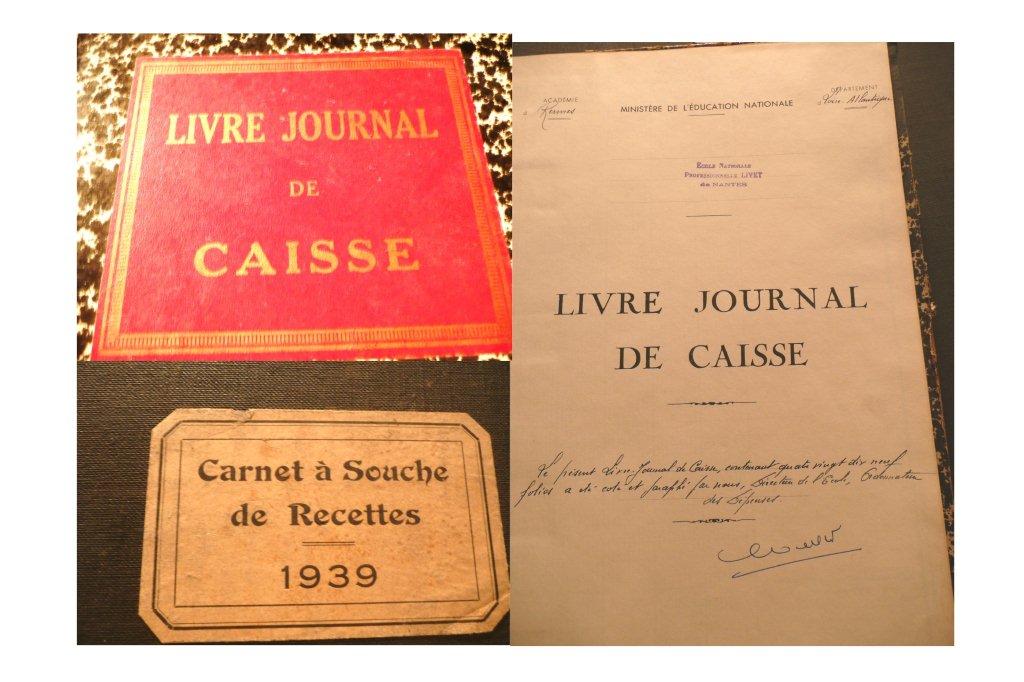 LIVRE JOURNAL
DE
CAISSE
Carnet à Souche
de Recettes
1939
ACADÉMIE
à Rennes
MINISTÈRE DE L'ÉDUCATION NATIONALE
DÉPARTEMENT
Loire-Atlantique
ECOLE NATIONALE
PROFESSIONNELLE LIVET
de NANTES
LIVRE JOURNAL
DE CAISSE
Le présent Livre-Journal de Caisse, contenant quatre vingt dix neuf
folios a été coté et paraphé par nous, Directeur de l'Ecole, Ordonnateur
des Dépenses.